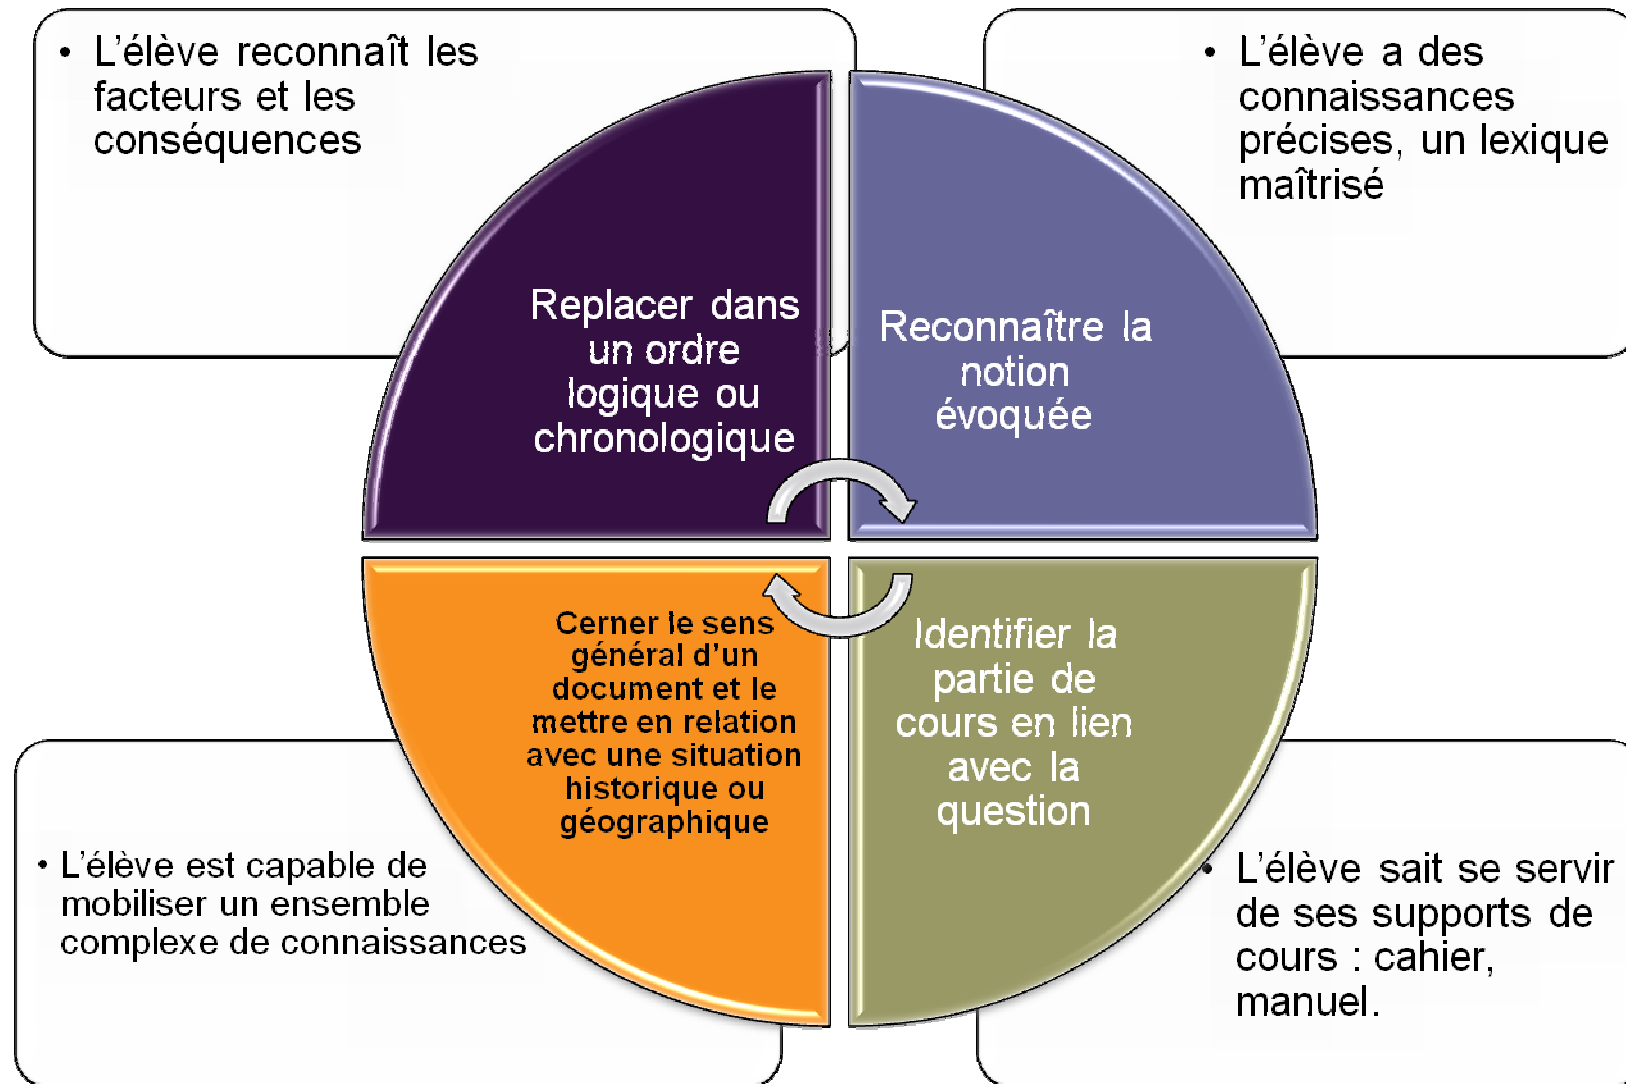 • L’élève reconnaît les
facteurs et les
conséquences
• L’élève a des
connaissances
précises, un lexique
maîtrisé
Replacer dans
un ordre
logique ou
chronologique
Reconnaître la
notion
évoquée
Cerner le sens
général d’un
document et le
mettre en relation
avec une situation
historique ou
géographique
Identifier la
partie de
cours en lien
avec la
question
• L’élève est capable de
mobiliser un ensemble
complexe de connaissances
• L’élève sait se servir
de ses supports de
cours : cahier,
manuel.